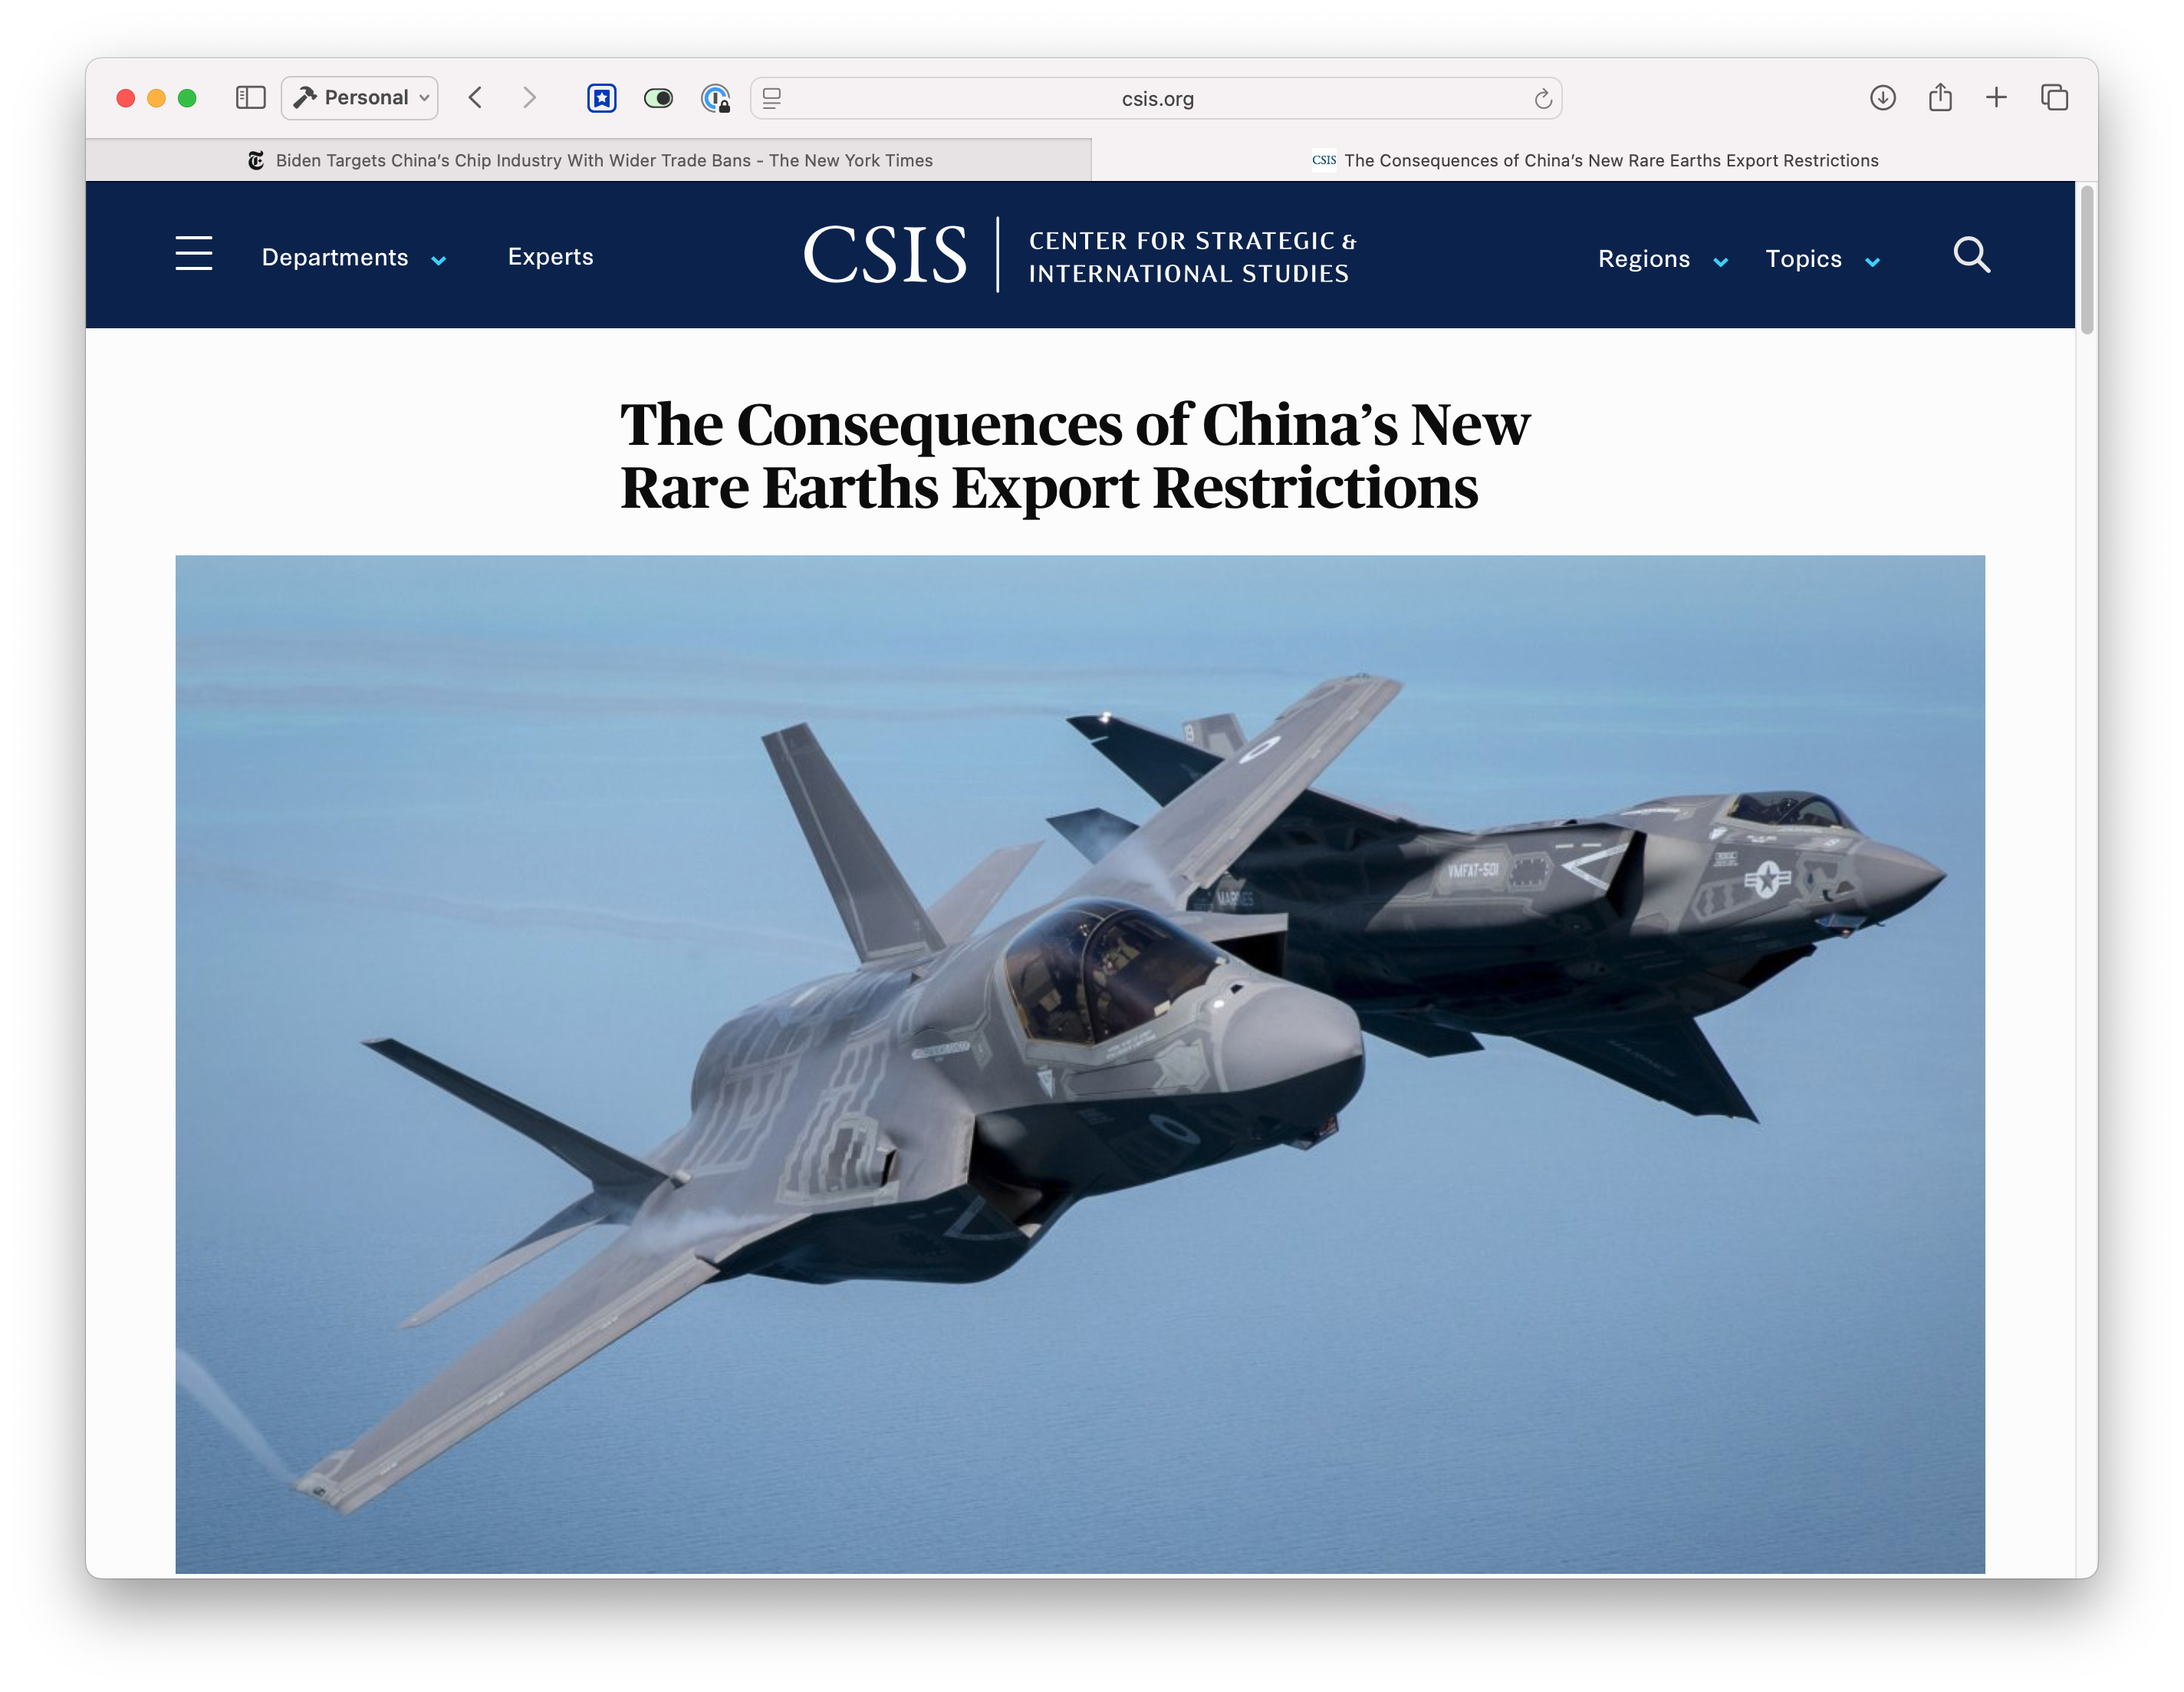 Personal
csis.org
Biden Targets China’s Chip Industry With Wider Trade Bans - The New York Times
CSIS The Consequences of China’s New Rare Earths Export Restrictions
Departments
Experts
CSIS
CENTER FOR STRATEGIC &
INTERNATIONAL STUDIES
Regions
Topics
The Consequences of China’s New
Rare Earths Export Restrictions
VMFAT-501
MARINES